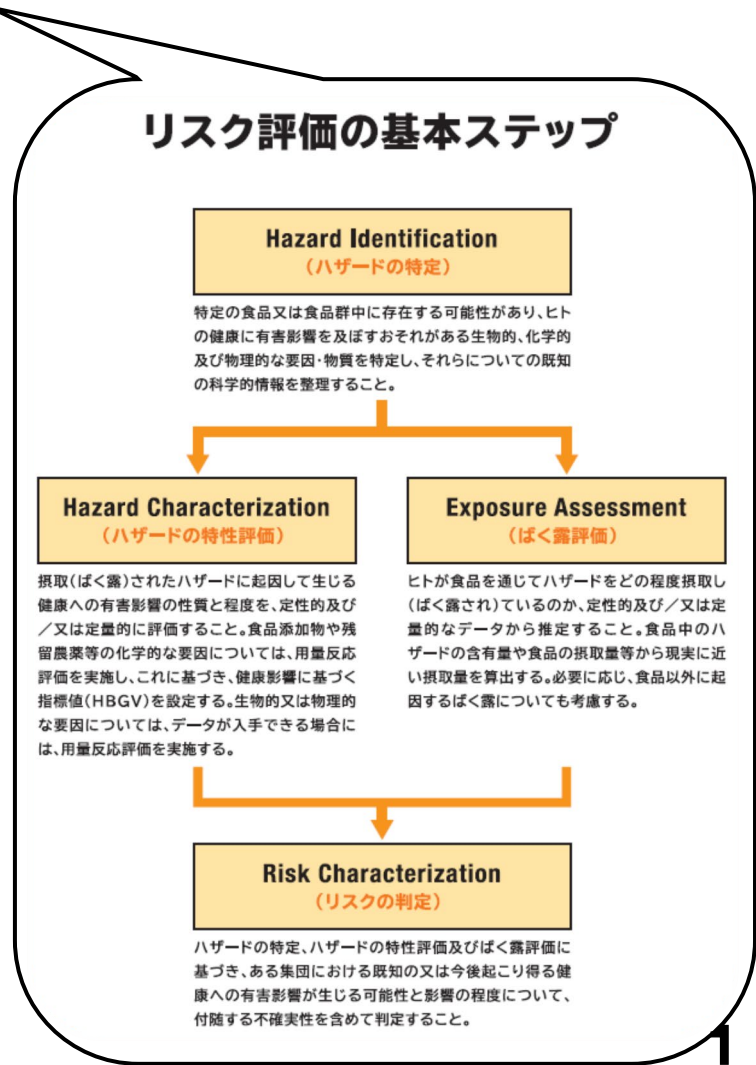 リスク評価の基本ステップ
Hazard Identification
（ハザードの特定）
特定の食品又は食品群中に存在する可能性があり、ヒト
の健康に有害影響を及ぼすおそれがある生物的、化学的
及び物理的な要因・物質を特定し、それらについての既知
の科学的情報を整理すること。
Hazard Characterization
（ハザードの特性評価）
摂取（ばく露）されたハザードに起因して生じる
健康への有害影響の性質と程度を、定性的及び
／又は定量的に評価すること。食品添加物や残
留農薬等の化学的な要因については、用量反応
評価を実施し、これに基づき、健康影響に基づく
指標値（HBGV）を設定する。生物的又は物理的
な要因については、データが入手できる場合に
は、用量反応評価を実施する。
Exposure Assessment
（ばく露評価）
ヒトが食品を通じてハザードをどの程度摂取し
（ばく露され）ているのか、定性的及び／又は定
量的なデータから推定すること。食品中のハ
ザードの含有量や食品の摂取量等から現実に近
い摂取量を算出する。必要に応じ、食品以外に起
因するばく露についても考慮する。
Risk Characterization
（リスクの判定）
ハザードの特定、ハザードの特性評価及びばく露評価に
基づき、ある集団における既知の又は今後起こり得る健
康への有害影響が生じる可能性と影響の程度について、
付随する不確実性を含めて判定すること。
1